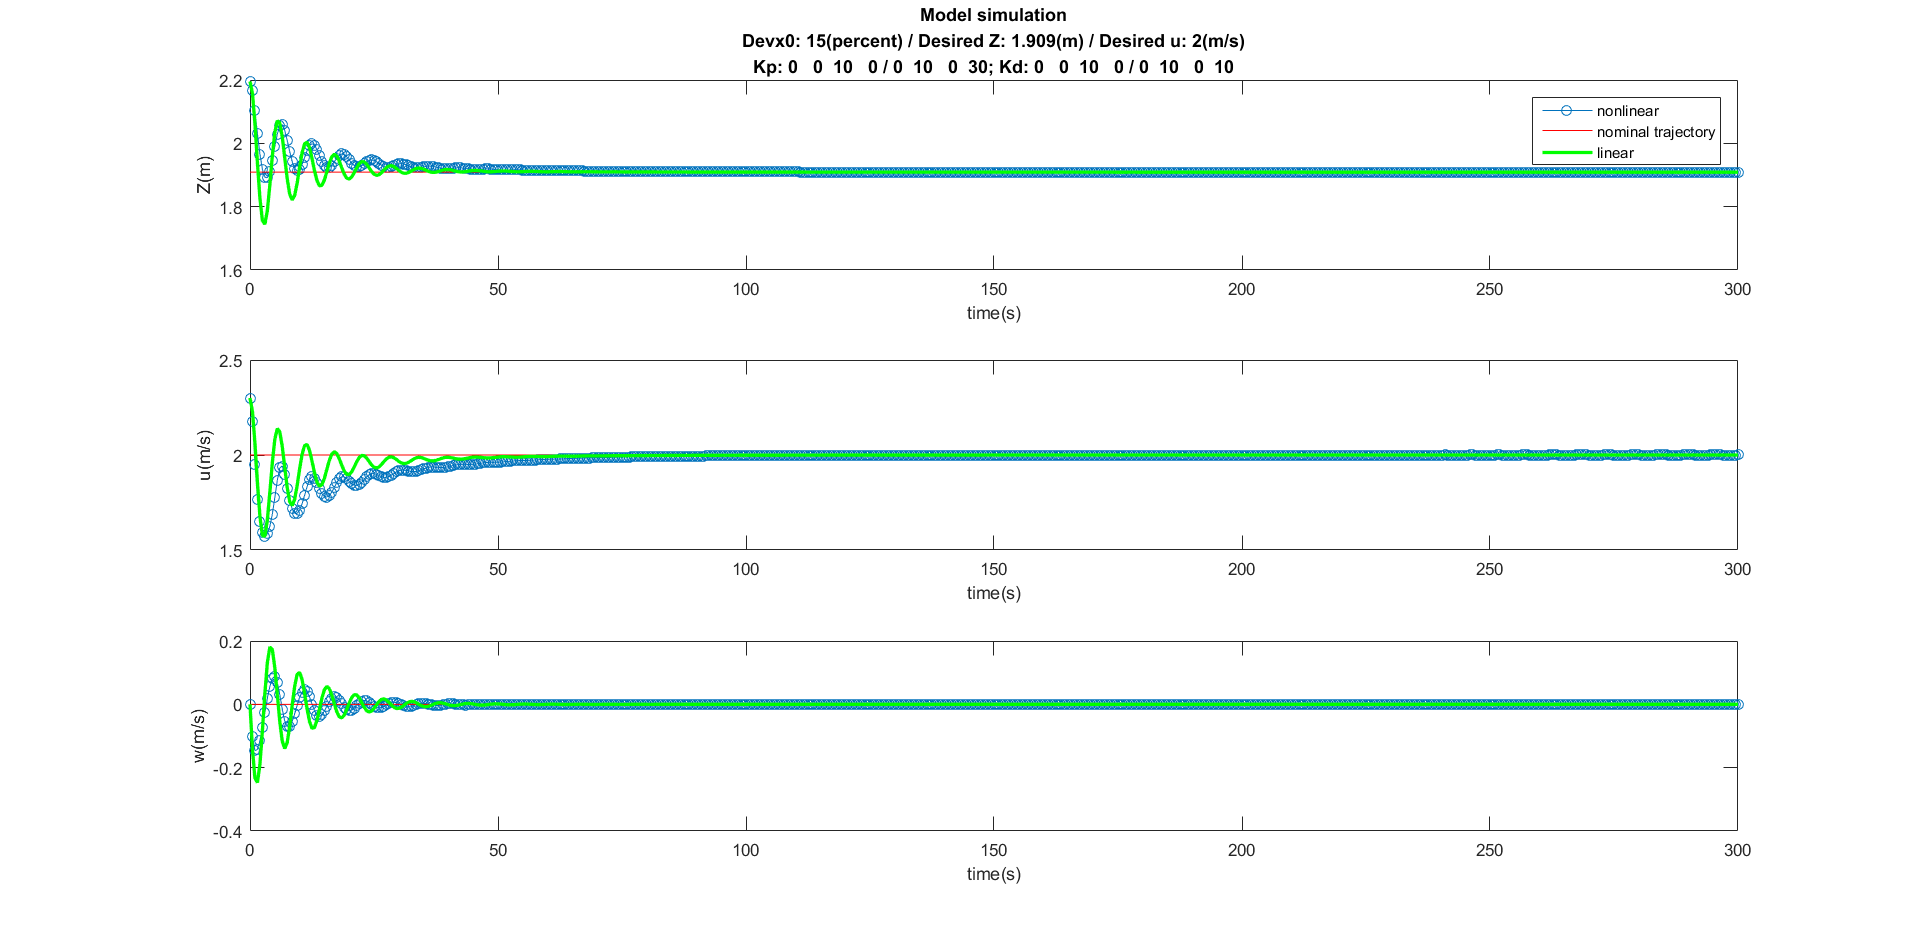 Model simulation
Devx0: 15(percent) / Desired Z: 1.909(m) / Desired u: 2(m/s)
Kp: 0 0 10 0 / 0 10 0 30; Kd: 0 0 10 0 / 0 10 0 10
2.2
2
1.8
1.6
Z(m)
nonlinear
nominal trajectory
linear
0 50 100 150 200 250 300
time(s)
2.5
2
1.5
u(m/s)
0 50 100 150 200 250 300
time(s)
0.2
0
-0.2
-0.4
w(m/s)
0 50 100 150 200 250 300
time(s)